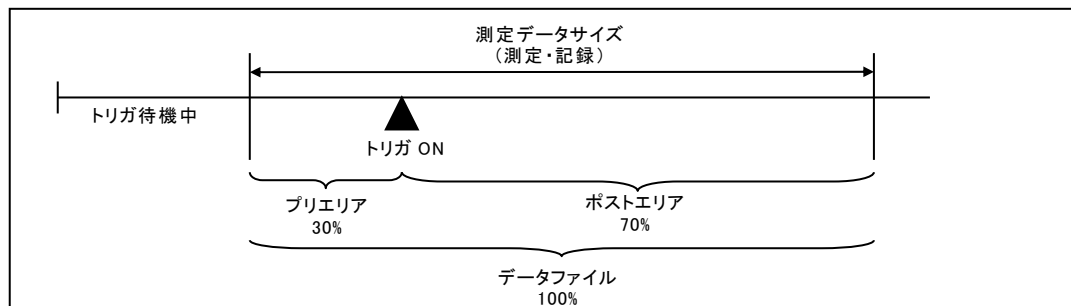 測定データサイズ
（測定・記録）
トリガ待機中
トリガ ON
プリエリア
30%
ポストエリア
70%
データファイル
100%